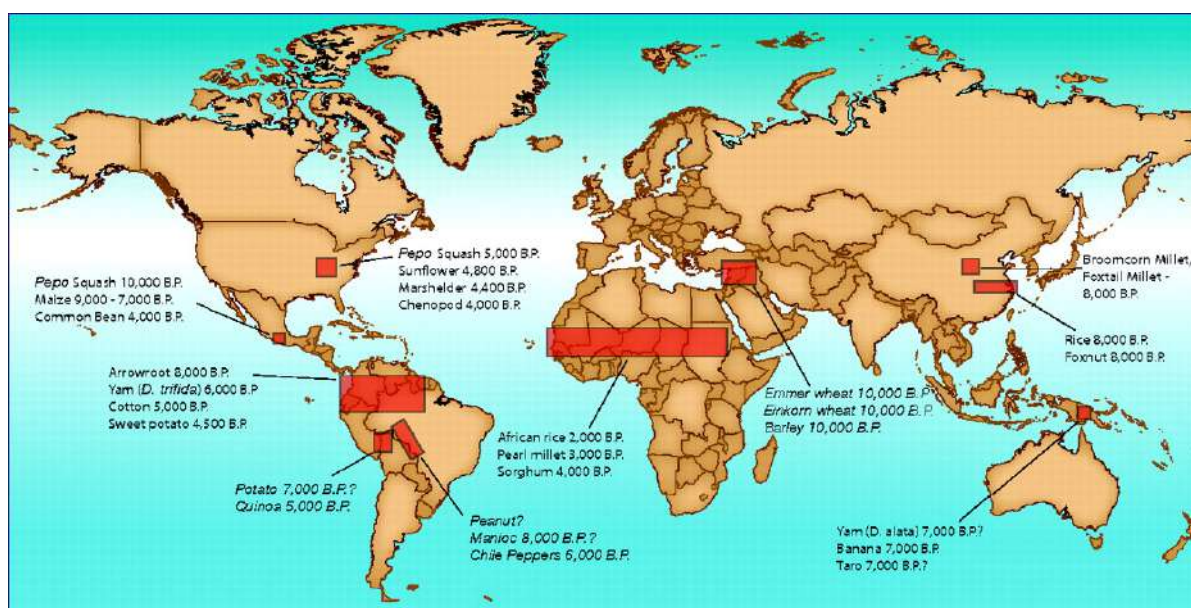 Pepo Squash 5,000 B.P.
Sunflower 4,800 B.P.
Marshelder 4,400 B.P.
Chenopod 4,000 B.P.
Pepo Squash 10,000 B.P.
Maize 9,000 - 7,000 B.P.
Common Bean 4,000 B.P.
Arrowroot 8,000 B.P.
Yam (D. trifida) 6,000 B.P.
Cotton 5,000 B.P.
Sweet potato 4,500 B.P.
Potato 7,000 B.P.?
Quinoa 5,000 B.P.
Peanut?
Manioc 8,000 B.P.?
Chile Peppers 6,000 B.P.
African rice 2,000 B.P.
Pearl millet 3,000 B.P.
Sorghum 4,000 B.P.
Emmer wheat 10,000 B.P.
Einkorn wheat 10,000 B.P.
Barley 10,000 B.P.
Broomcorn Millet,
Foxtail Millet -
8,000 B.P.
Rice 8,000 B.P.
Foxnut 8,000 B.P.
Yam (D. alata) 7,000 B.P.?
Banana 7,000 B.P.
Taro 7,000 B.P.?